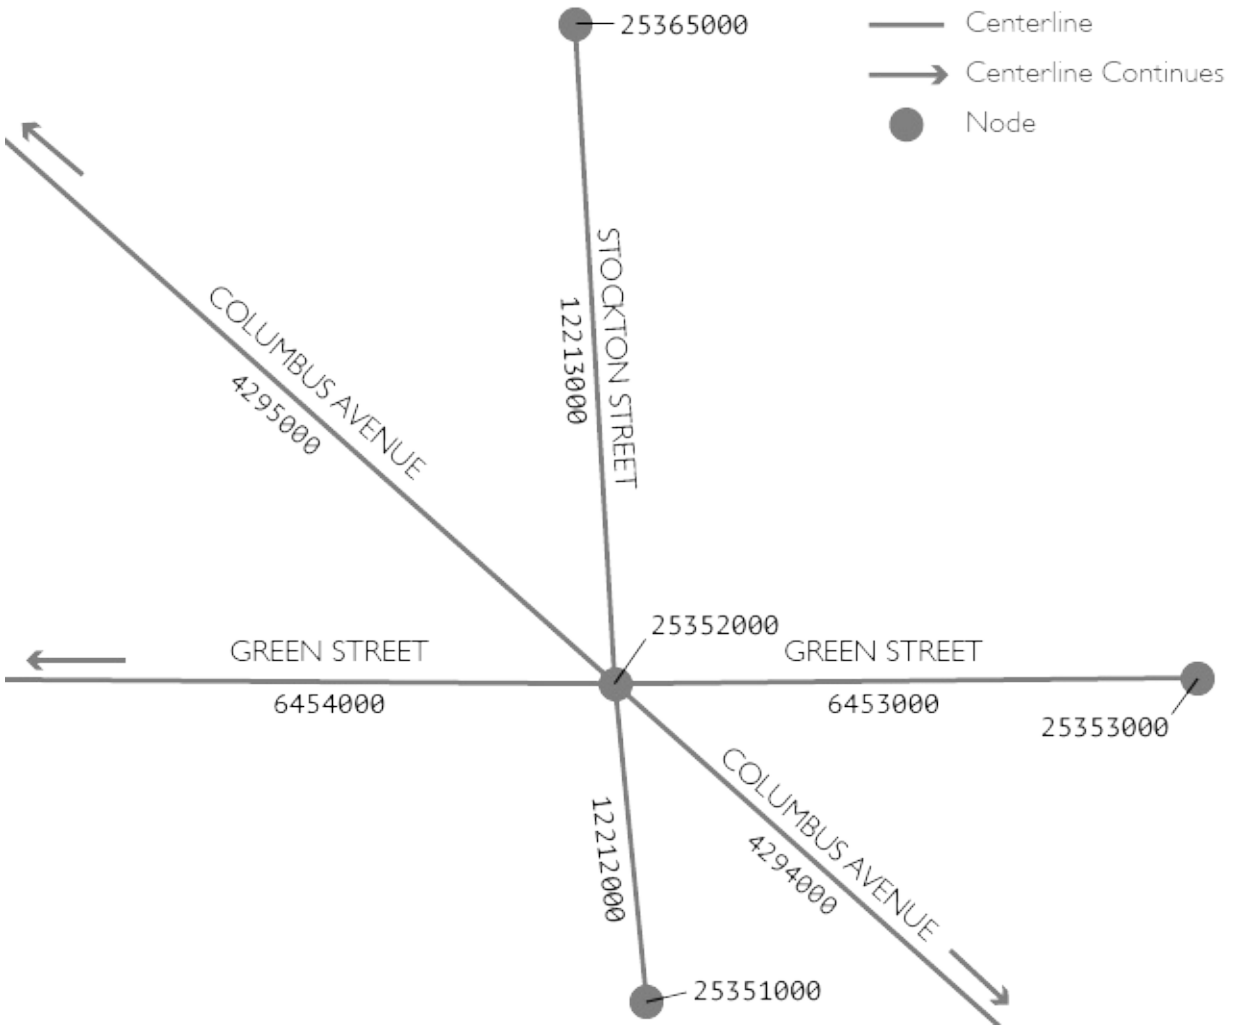 25365000
Centerline
Centerline Continues
Node
STOCKTON STREET
12213000
COLUMBUS AVENUE
4295000
25352000
GREEN STREET
6454000
GREEN STREET
6453000
25353000
COLUMBUS AVENUE
4294000
12212000
25351000